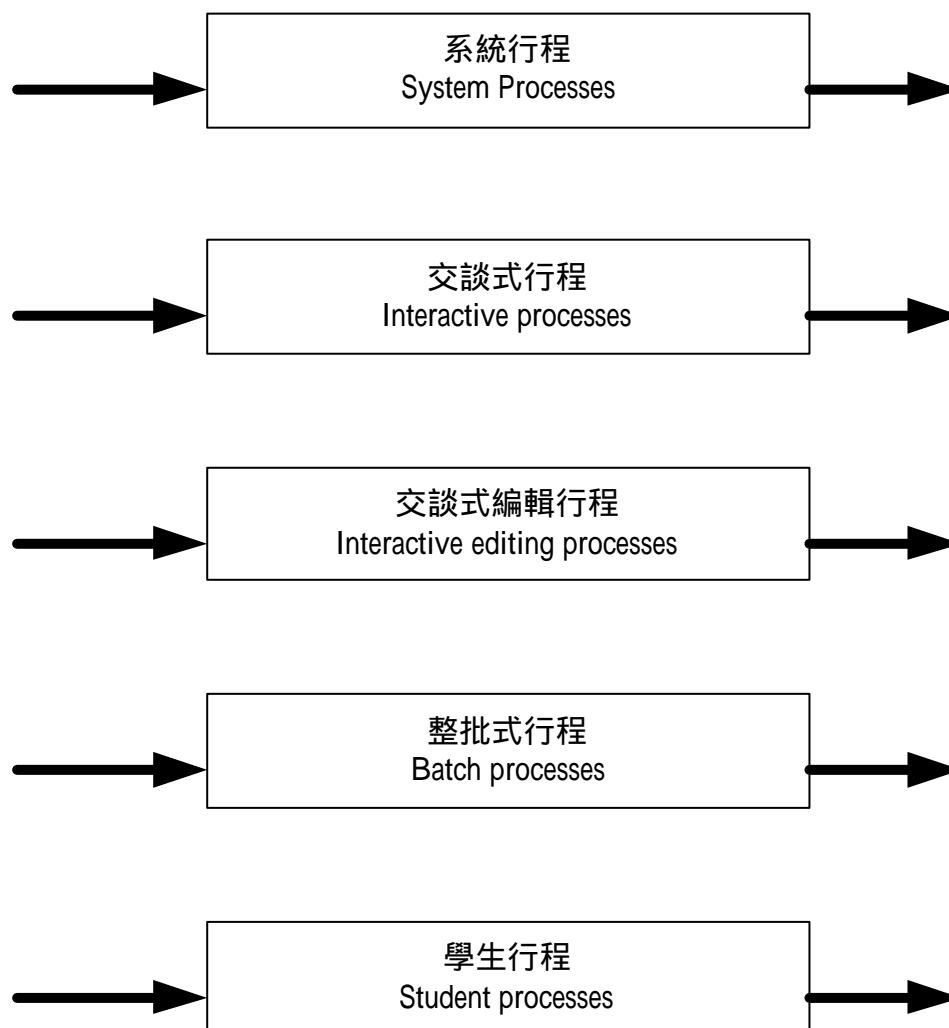 系統行程
System Processes
交談式行程
Interactive processes
交談式編輯行程
Interactive editing processes
整批式行程
Batch processes
學生行程
Student processes